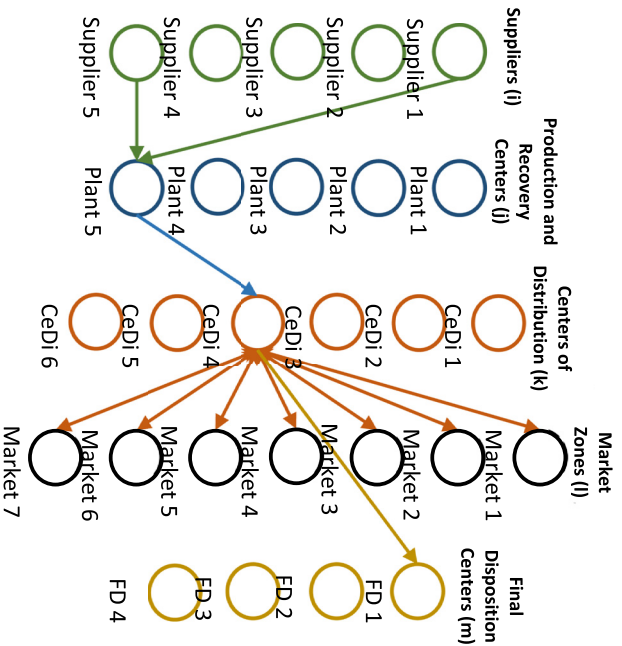 Suppliers (i)
Supplier 1
Supplier 2
Supplier 3
Supplier 4
Supplier 5
Production and
Recovery
Centers (j)
Plant 1
Plant 2
Plant 3
Plant 4
Plant 5
Centers of
Distribution (k)
CeDi 1
CeDi 2
CeDi 3
CeDi 4
CeDi 5
CeDi 6
Market
Zones (l)
Market 1
Market 2
Market 3
Market 4
Market 5
Market 6
Market 7
Final
Disposition
Centers (m)
FD 1
FD 2
FD 3
FD 4